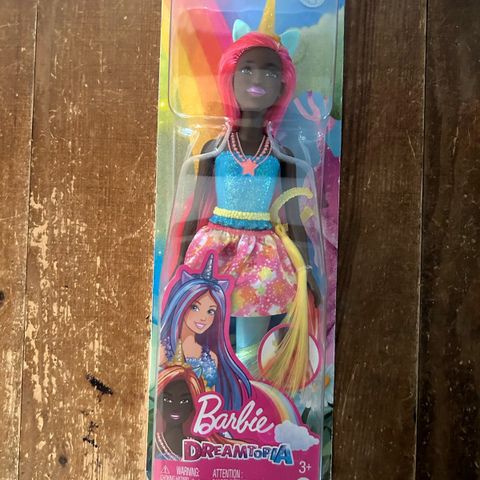 Barbie
DREAMTOPIA
3+
WARNING:
ATTENTION :